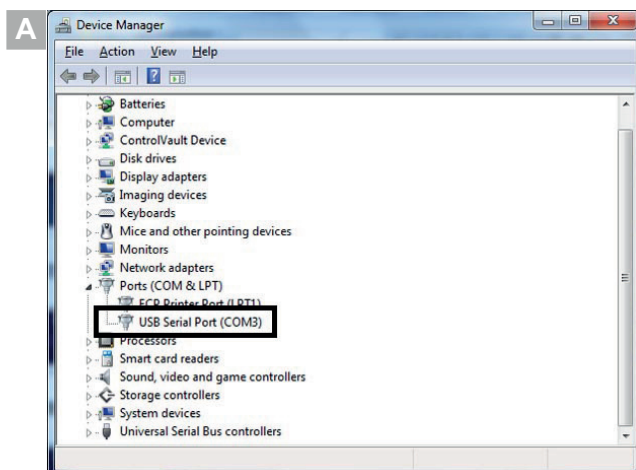 A
Device Manager
File Action View Help
Batteries
Computer
ControlVault Device
Disk drives
Display adapters
Imaging devices
Keyboards
Mice and other pointing devices
Monitors
Network adapters
Ports (COM & LPT)
ECP Printer Port (LPT1)
USB Serial Port (COM3)
Processors
Smart card readers
Sound, video and game controllers
Storage controllers
System devices
Universal Serial Bus controllers